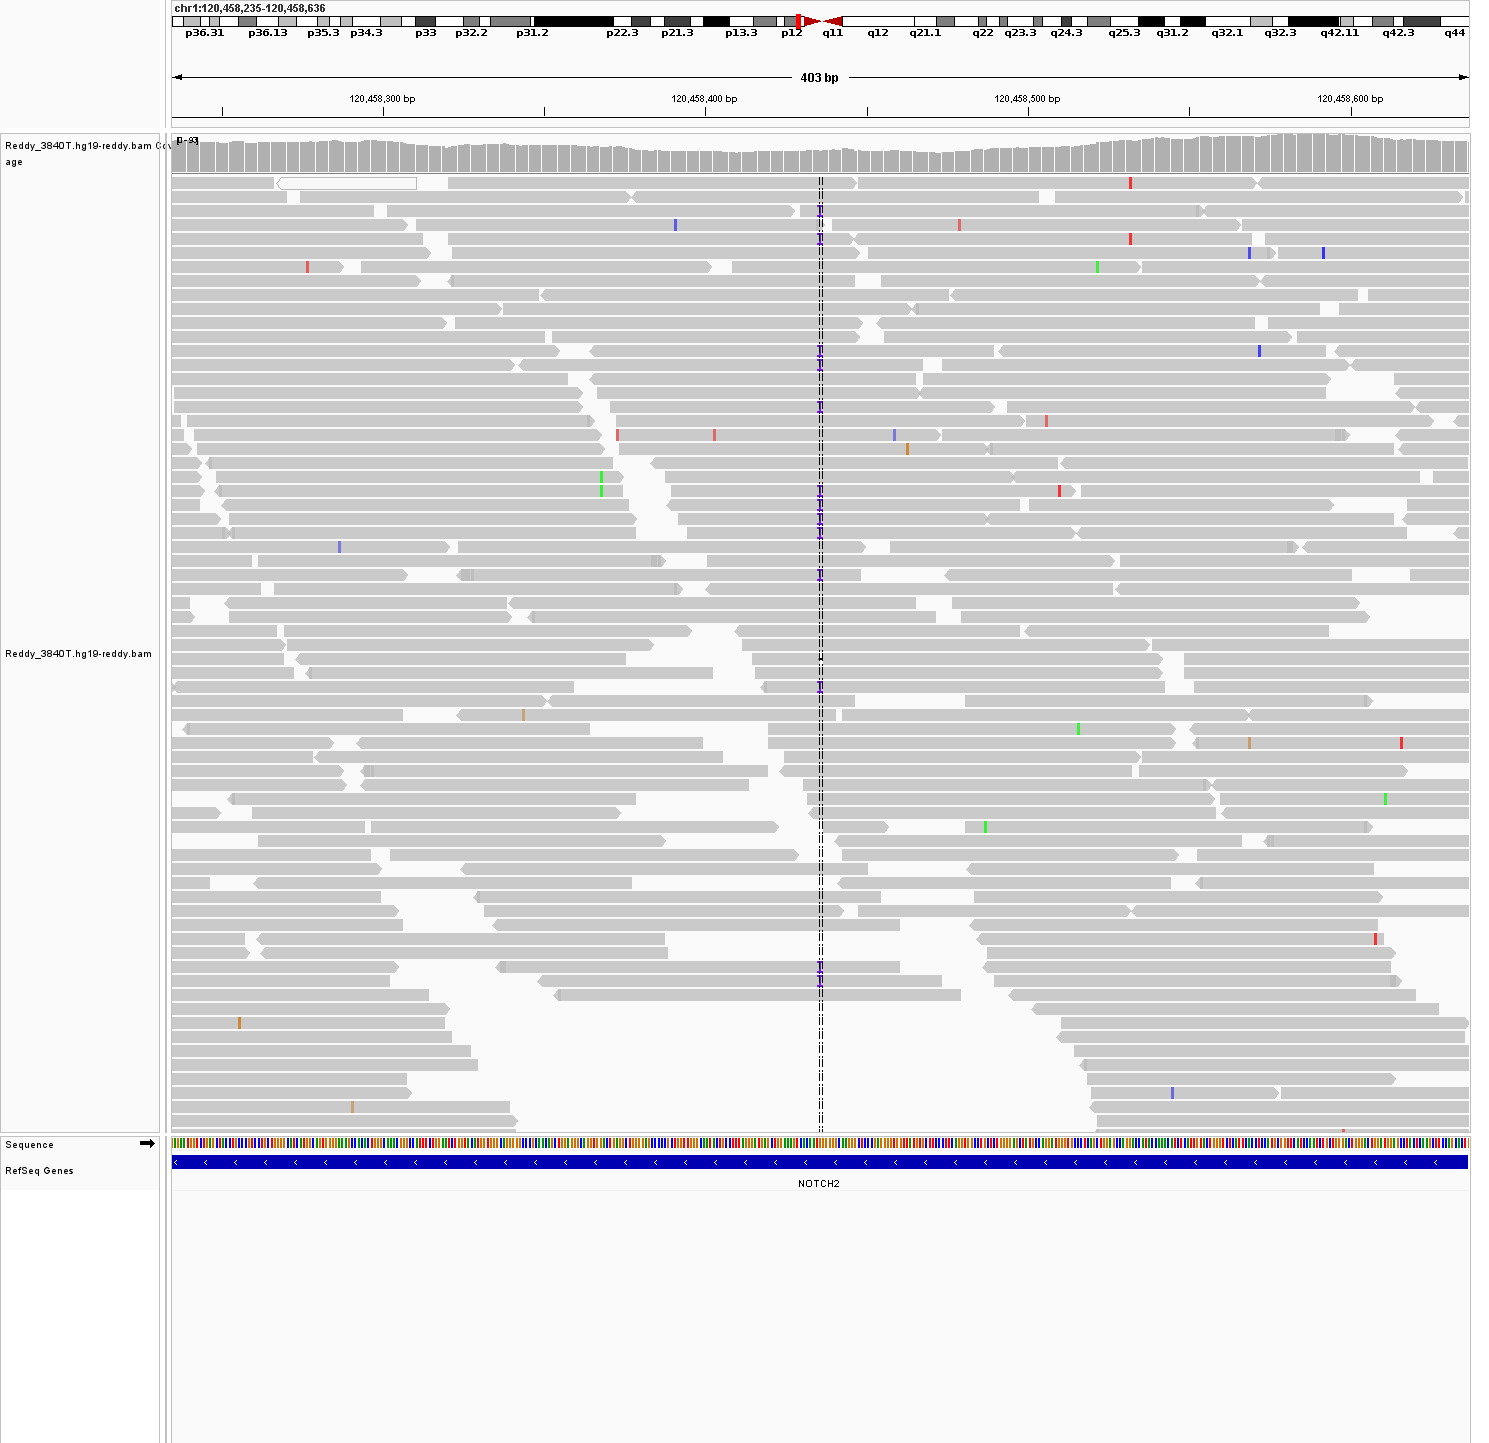 chr1:120,458,235-120,458,636
p36.31 p36.13 p35.3 p34.3 p33 p32.2 p31.2 p22.3 p21.3 p13.3 p12 q11 q12 q21.1 q22 q23.3 q24.3 q25.3 q31.2 q32.1 q32.3 q42.11 q42.3 q44
403 bp
120,458,300 bp 120,458,400 bp 120,458,500 bp 120,458,600 bp
Reddy_3840T.hg19-reddy.bam Cov
age
Reddy_3840T.hg19-reddy.bam
Sequence
RefSeq Genes
NOTCH2